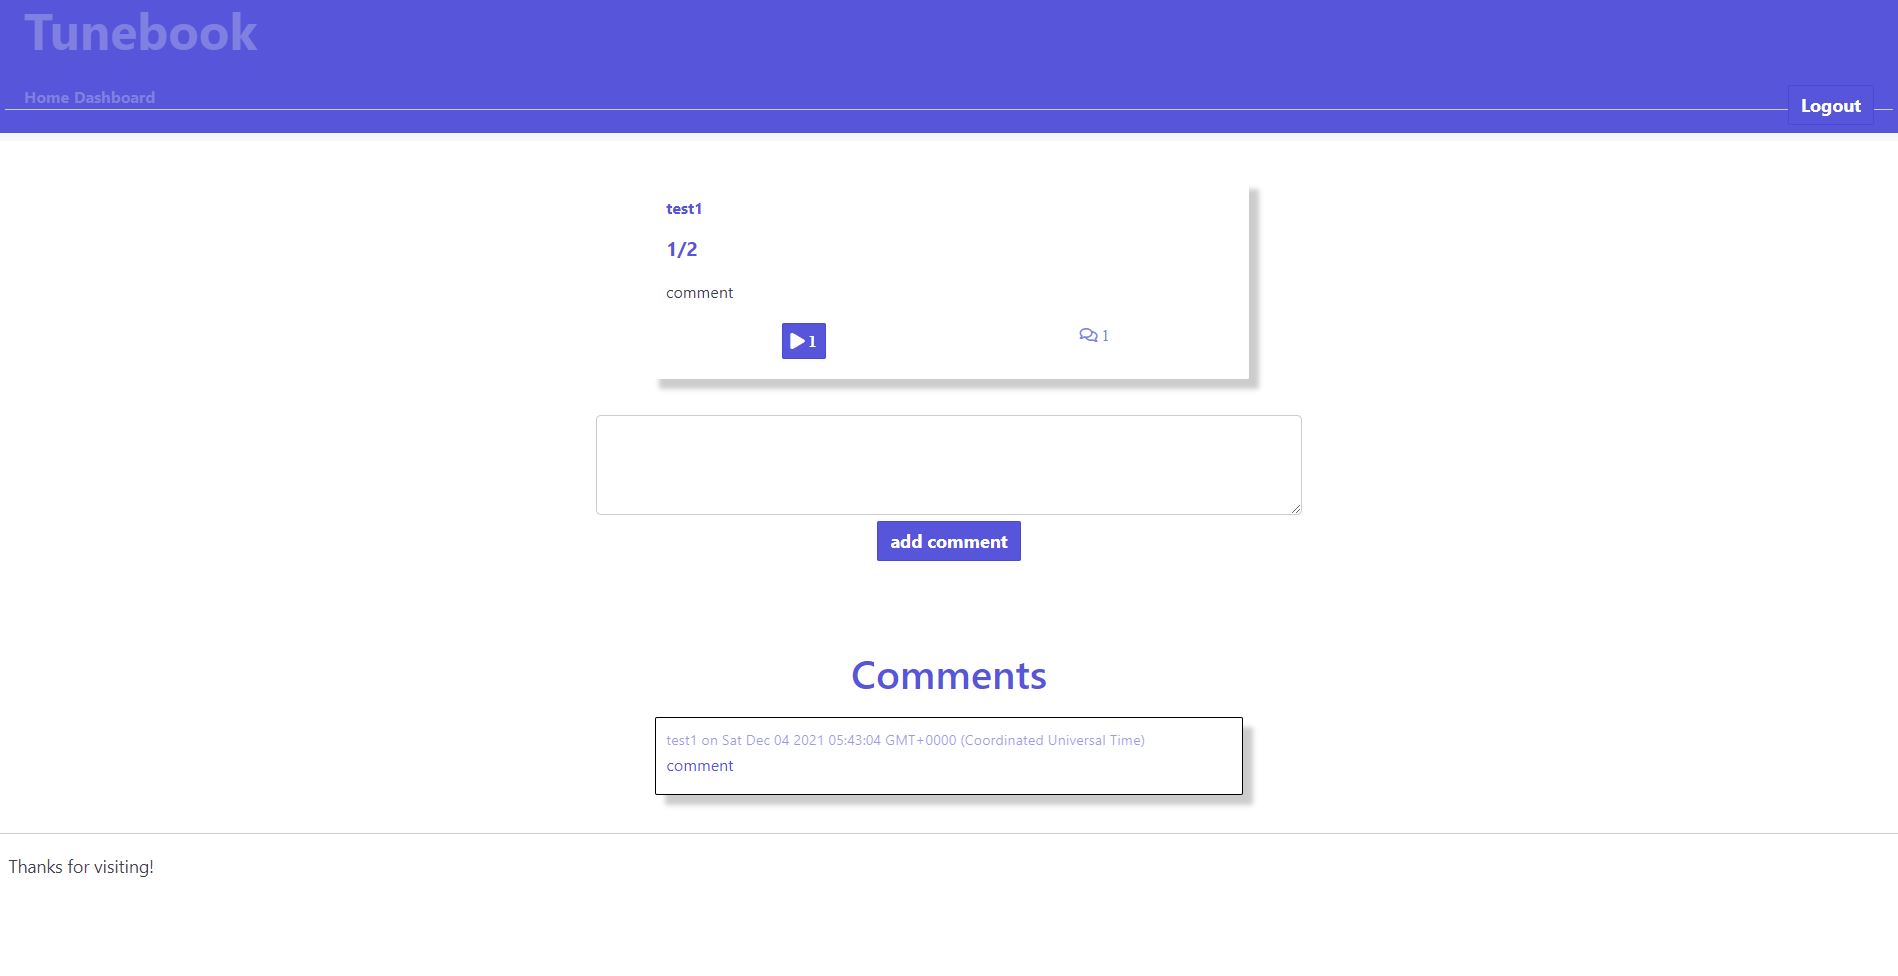 Tunebook
Home Dashboard
Logout
test1
1/2
comment
1
1
add comment
Comments
test1 on Sat Dec 04 2021 05:43:04 GMT+0000 (Coordinated Universal Time)
comment
Thanks for visiting!